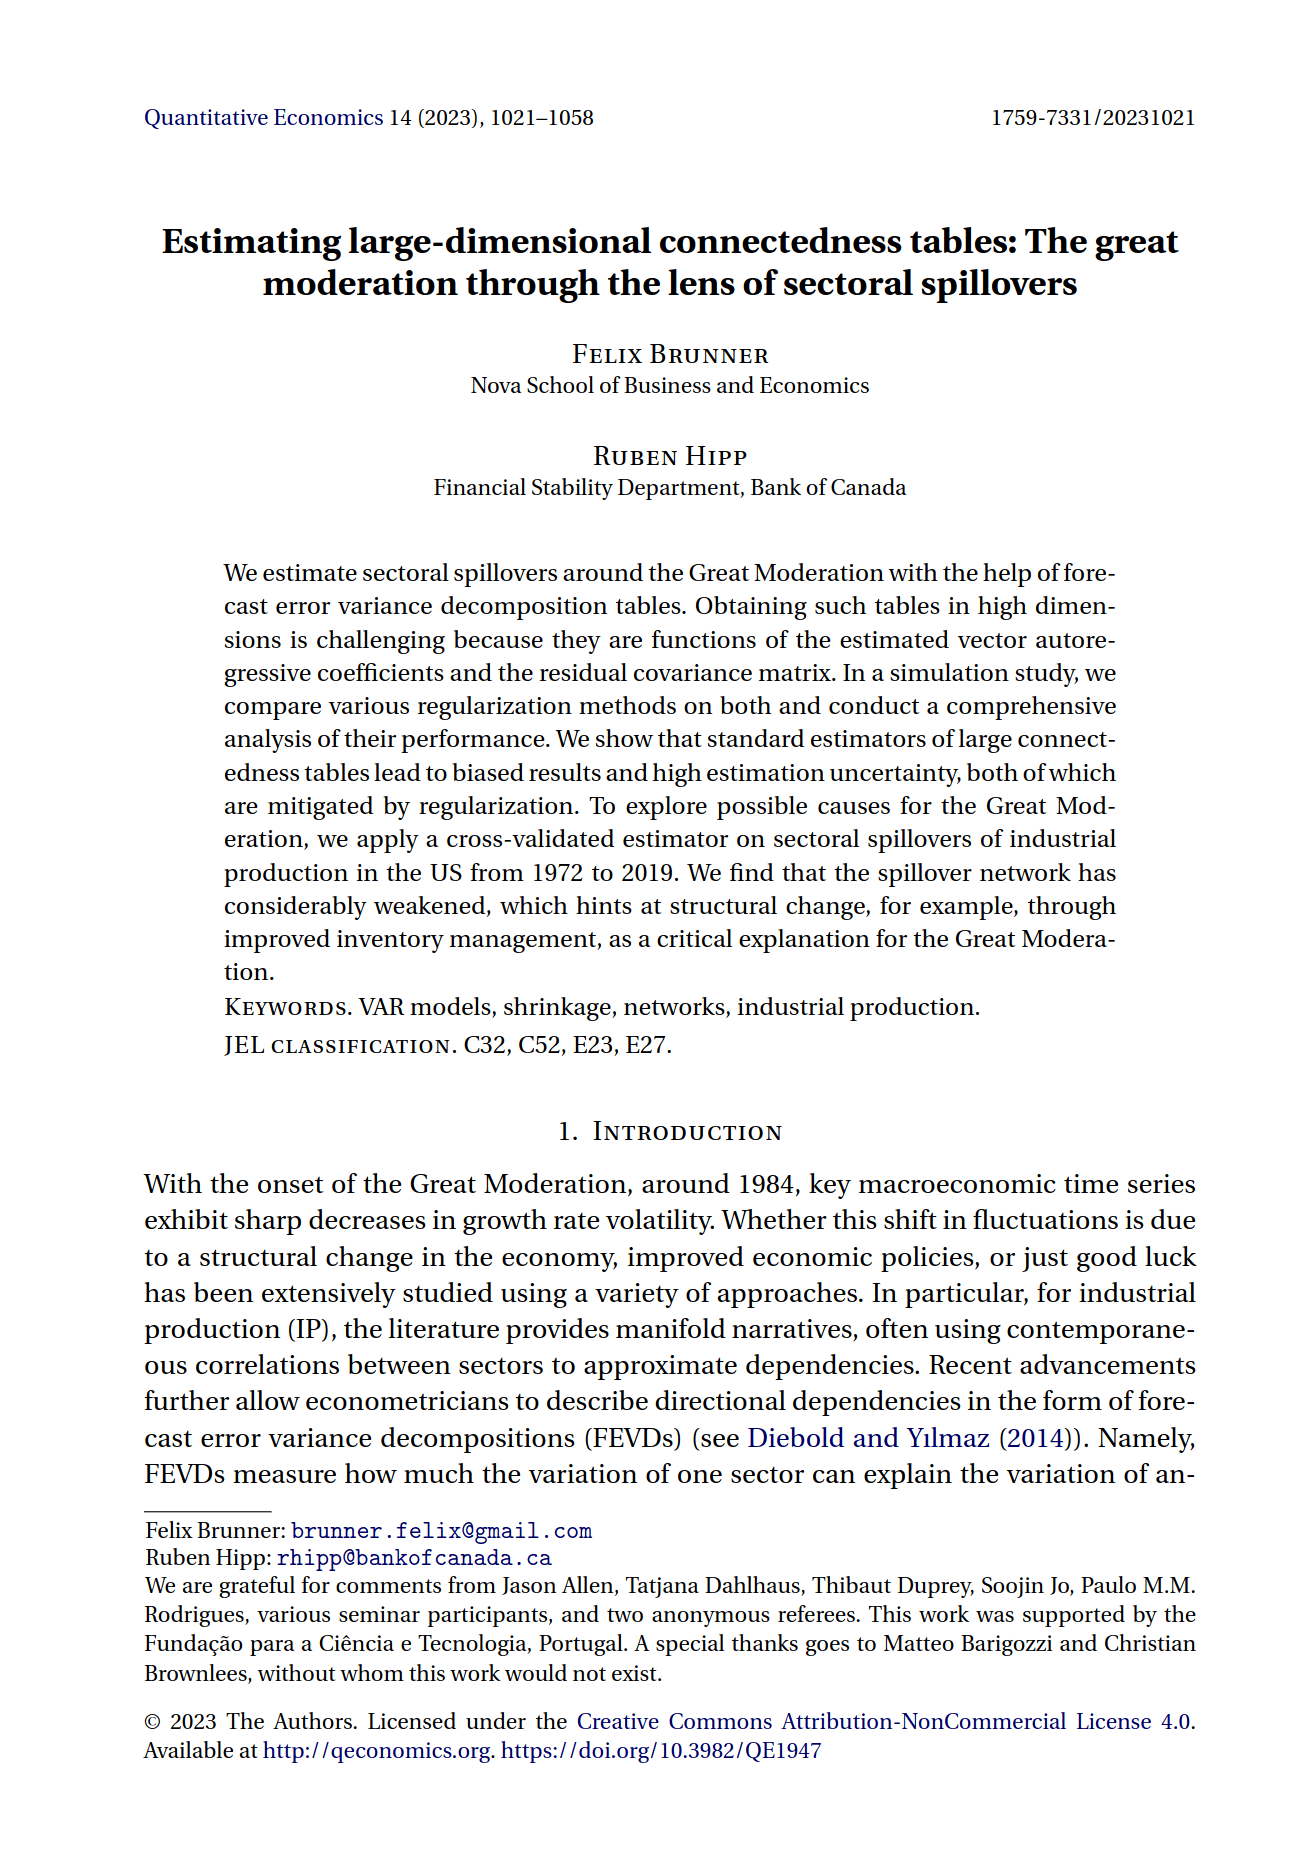 Quantitative Economics 14 (2023), 1021–1058 1759-7331/20231021
Estimating large-dimensional connectedness tables: The great
moderation through the lens of sectoral spillovers
Felix Brunner
Nova School of Business and Economics
Ruben Hipp
Financial Stability Department, Bank of Canada
We estimate sectoral spillovers around the Great Moderation with the help of fore-
cast error variance decomposition tables. Obtaining such tables in high dimen-
sions is challenging because they are functions of the estimated vector autore-
gressive coefficients and the residual covariance matrix. In a simulation study, we
compare various regularization methods on both and conduct a comprehensive
analysis of their performance. We show that standard estimators of large connect-
edness tables lead to biased results and high estimation uncertainty, both of which
are mitigated by regularization. To explore possible causes for the Great Mod-
eration, we apply a cross-validated estimator on sectoral spillovers of industrial
production in the US from 1972 to 2019. We find that the spillover network has
considerably weakened, which hints at structural change, for example, through
improved inventory management, as a critical explanation for the Great Modera-
tion.
Keywords. VAR models, shrinkage, networks, industrial production.
JEL classification. C32, C52, E23, E27.
1. Introduction
With the onset of the Great Moderation, around 1984, key macroeconomic time series
exhibit sharp decreases in growth rate volatility. Whether this shift in fluctuations is due
to a structural change in the economy, improved economic policies, or just good luck
has been extensively studied using a variety of approaches. In particular, for industrial
production (IP), the literature provides manifold narratives, often using contemporane-
ous correlations between sectors to approximate dependencies. Recent advancements
further allow econometricians to describe directional dependencies in the form of fore-
cast error variance decompositions (FEVDs) (see Diebold and Yılmaz (2014)). Namely,
FEVDs measure how much the variation of one sector can explain the variation of an-
Felix Brunner: brunner.felix@gmail.com
Ruben Hipp: rhipp@bankofcanada.ca
We are grateful for comments from Jason Allen, Tatjana Dahlhaus, Thibaut Duprey, Soojin Jo, Paulo M.M.
Rodrigues, various seminar participants, and two anonymous referees. This work was supported by the
Fundação para a Ciência e Tecnologia, Portugal. A special thanks goes to Matteo Barigozzi and Christian
Brownlees, without whom this work would not exist.
© 2023 The Authors. Licensed under the Creative Commons Attribution-NonCommercial License 4.0.
Available at http://qeconomics.org. https://doi.org/10.3982/QE1947